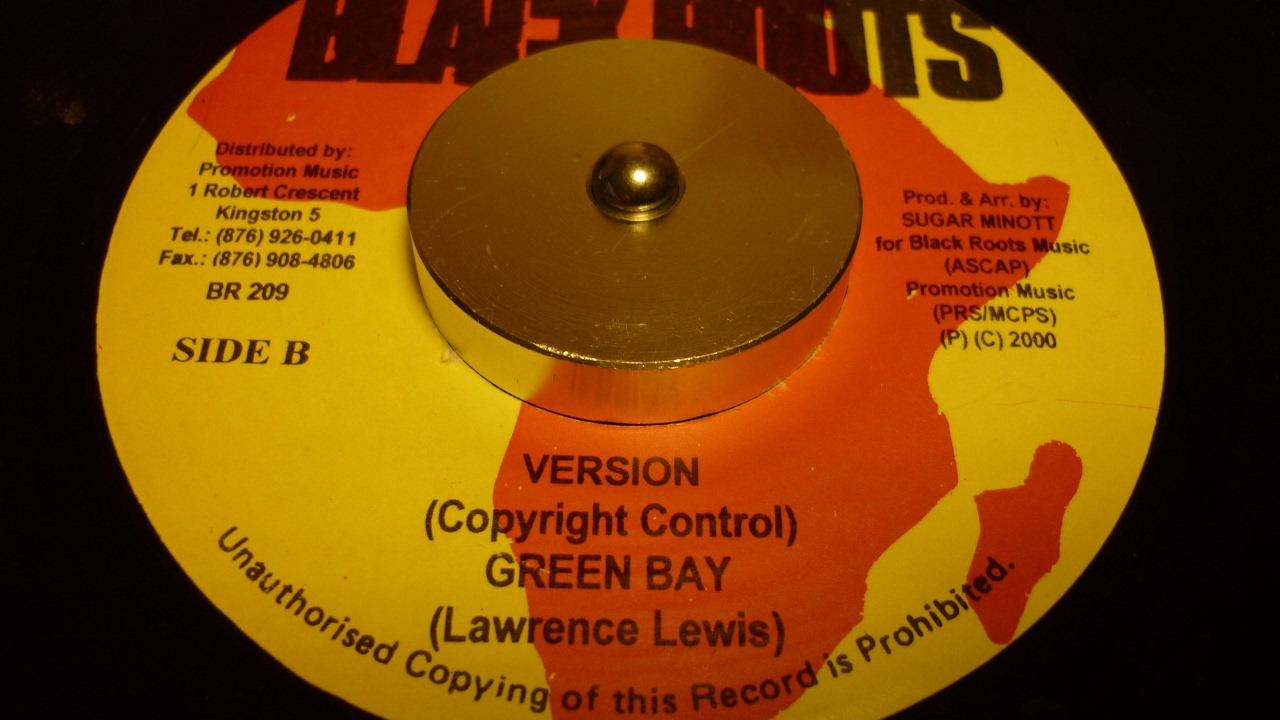 BLACK ROOTS
Distributed by:
Promotion Music
1 Robert Crescent
Kingston 5
Tel.: (876) 926-0411
Fax.: (876) 908-4806
BR 209
SIDE B
Prod. & Arr. by:
SUGAR MINOTT
for Black Roots Music
(ASCAP)
Promotion Music
(PRS/MCPS)
(P) (C) 2000
VERSION
(Copyright Control)
GREEN BAY
(Lawrence Lewis)
Unauthorised Copying of this Record is Prohibited.